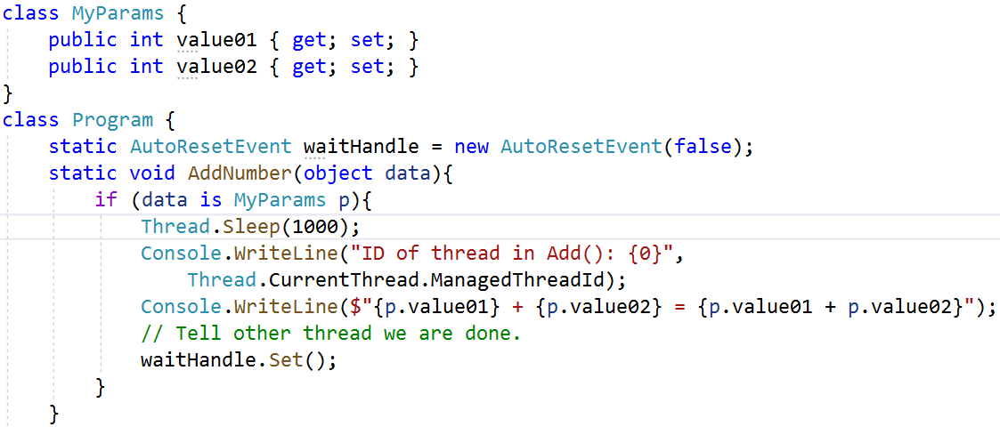 class MyParams {
    public int value01 { get; set; }
    public int value02 { get; set; }
}
class Program {
    static AutoResetEvent waitHandle = new AutoResetEvent(false);
    static void AddNumber(object data){
        if (data is MyParams p){
            Thread.Sleep(1000);
            Console.WriteLine("ID of thread in Add(): {0}",
                Thread.CurrentThread.ManagedThreadId);
            Console.WriteLine($"{p.value01} + {p.value02} = {p.value01 + p.value02}");
            // Tell other thread we are done.
            waitHandle.Set();
        }
    }